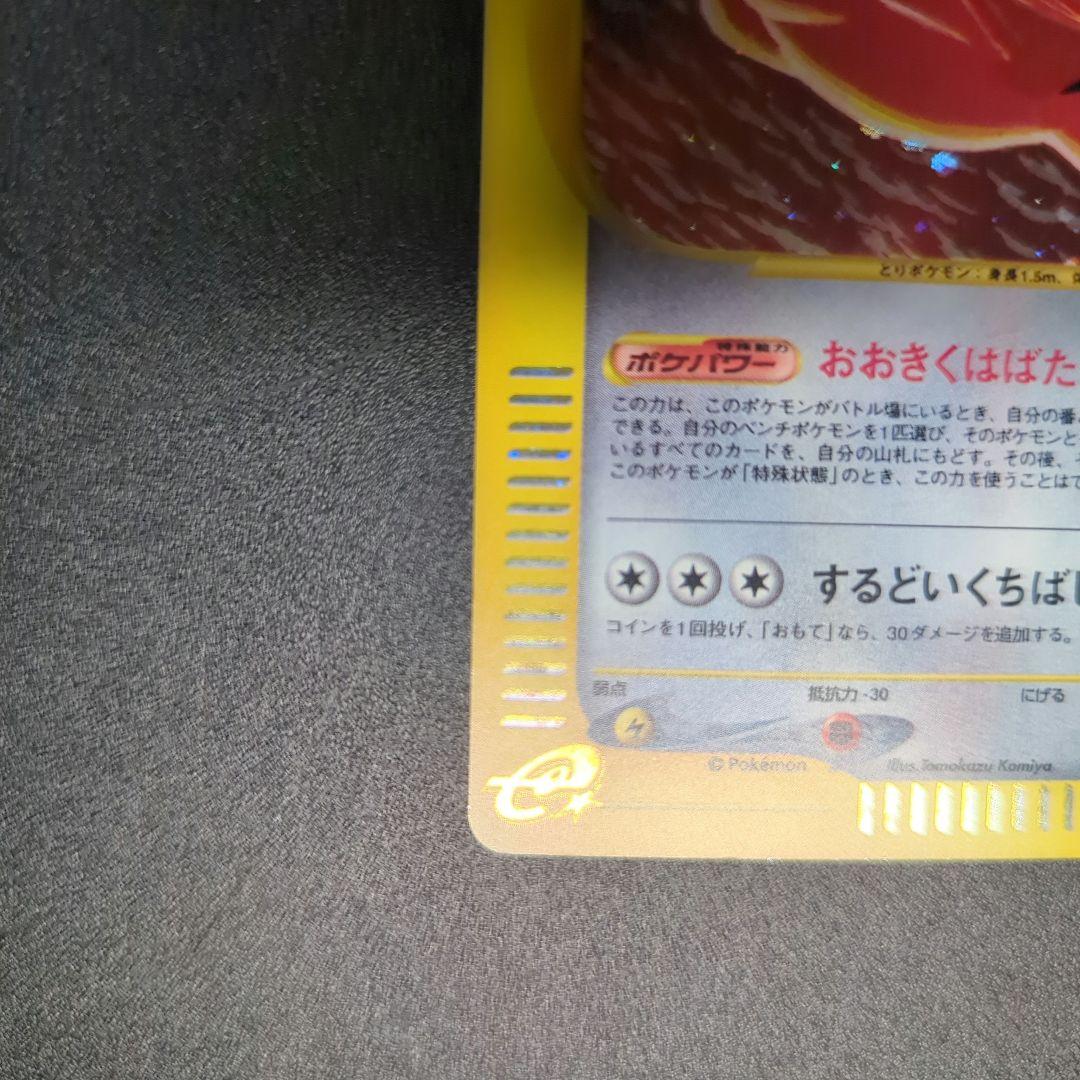 とりポケモン：身長1.5m、体
特殊能力
ポケパワー おおきくはばた
この力は、このポケモンがバトル場にいるとき、自分の番
できる。自分のベンチポケモンを1匹選び、そのポケモンと
いるすべてのカードを、自分の山札にもどす。その後、
このポケモンが「特殊状態」のとき、この力を使うことは
するどいくちば
コインを1回投げ、「おもて」なら、30ダメージを追加する。
弱点 抵抗力 -30 にげる
© Pokémon Illus. Tomokazu Komiya